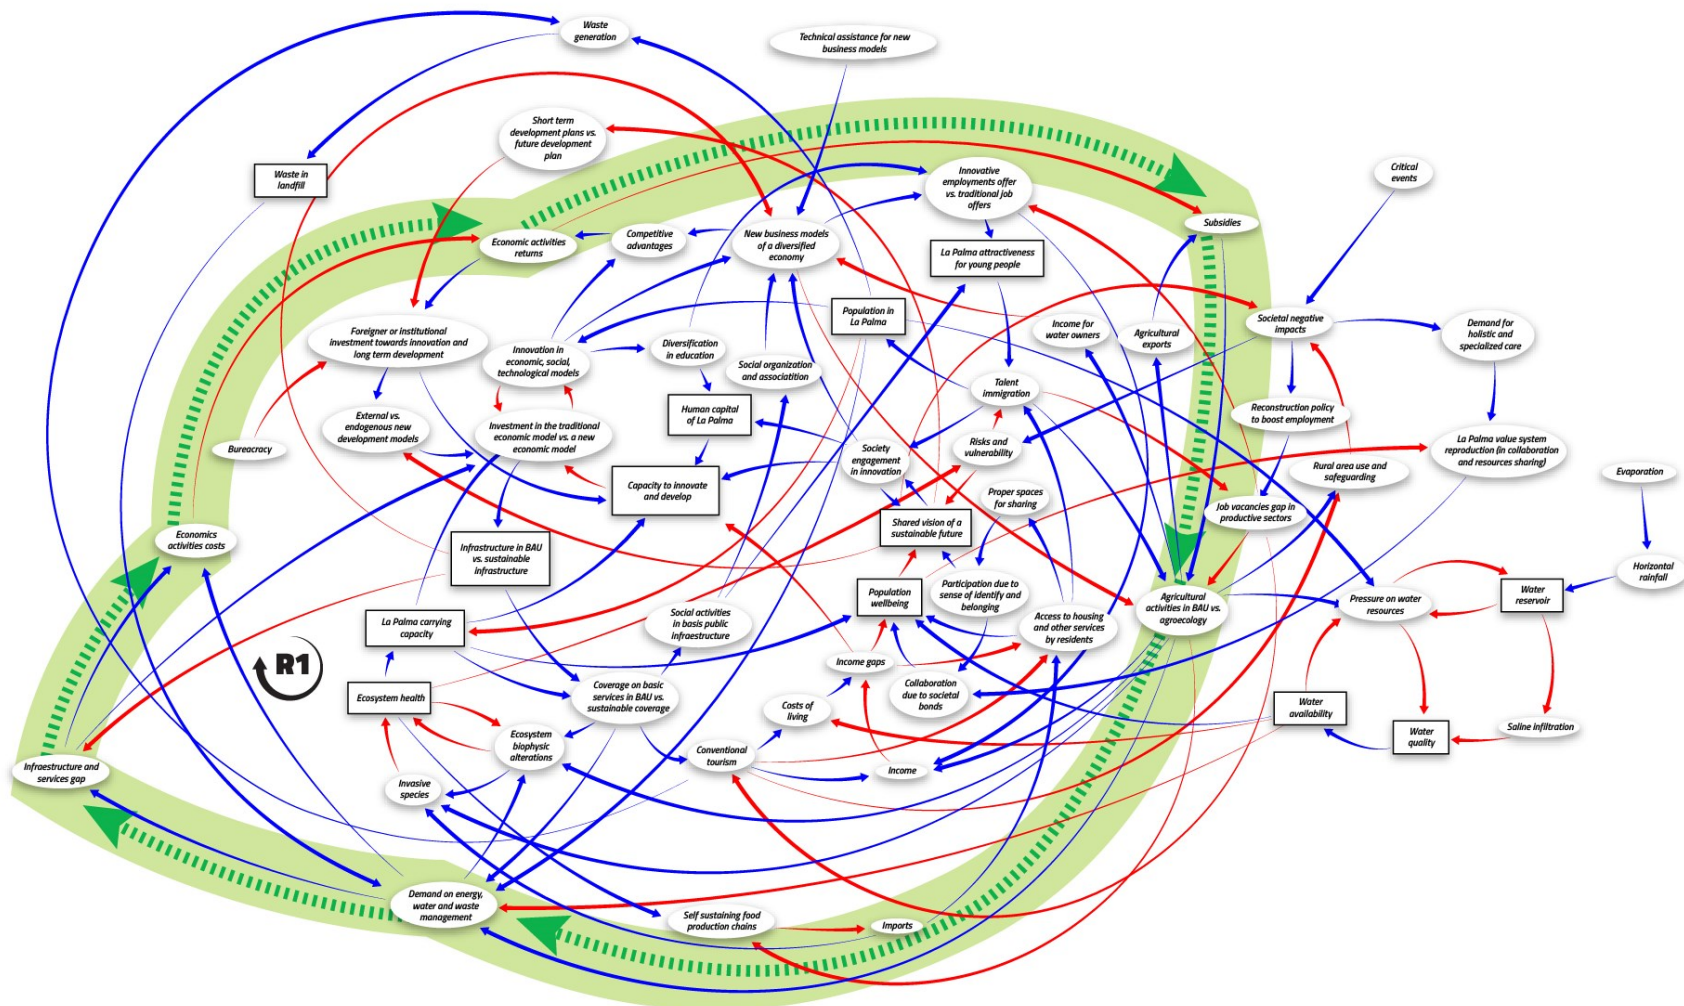 Waste
generation
Technical assistance for new
business models
Short term
development plans vs.
future development
plan
Waste in
landfill
Innovative
employments offer
vs. traditional job
offers
Critical
events
Subsidies
Economic activities
returns
Competitive
advantages
New business models
of a diversified
economy
La Palma attractiveness
for young people
Population in
La Palma
Income for
water owners
Agricultural
exports
Societal negative
impacts
Demand for
holistic and
specialized care
Foreigner or institutional
investment towards innovation and
long term development
Innovation in
economic, social,
technological models
Diversification
in education
Social organization
and associatition
Talent
immigration
Human capital
of La Palma
Reconstruction policy
to boost employment
External vs.
endogenous new
development models
Bureacracy
Investment in the traditional
economic model vs. a new
economic model
Society
engagement
in innovation
Risks and
vulnerability
La Palma value system
reproduction (in collaboration
and resources sharing)
Rural area use and
safeguarding
Evaporation
Capacity to innovate
and develop
Proper spaces
for sharing
Job vacancies gap in
productive sectors
Shared vision of a
sustainable future
Economics
activities costs
Infrastructure in BAU
vs. sustainable
infrastructure
Horizontal
rainfall
Population
wellbeing
Participation due to
sense of identify and
belonging
Agricultural
activities in BAU vs.
agroecology
Pressure on water
resources
Water
reservoir
La Palma carrying
capacity
Social activities
in basis public
infraestructure
Access to housing
and other services
by residents
R1
Income gaps
Ecosystem health
Coverage on basic
services in BAU vs.
sustainable coverage
Collaboration
due to societal
bonds
Costs of
living
Water
availability
Water
quality
Saline infiltration
Ecosystem
biophysic
alterations
Conventional
tourism
Income
Infraestructure and
services gap
Invasive
species
Demand on energy,
water and waste
management
Self sustaining food
production chains
Imports